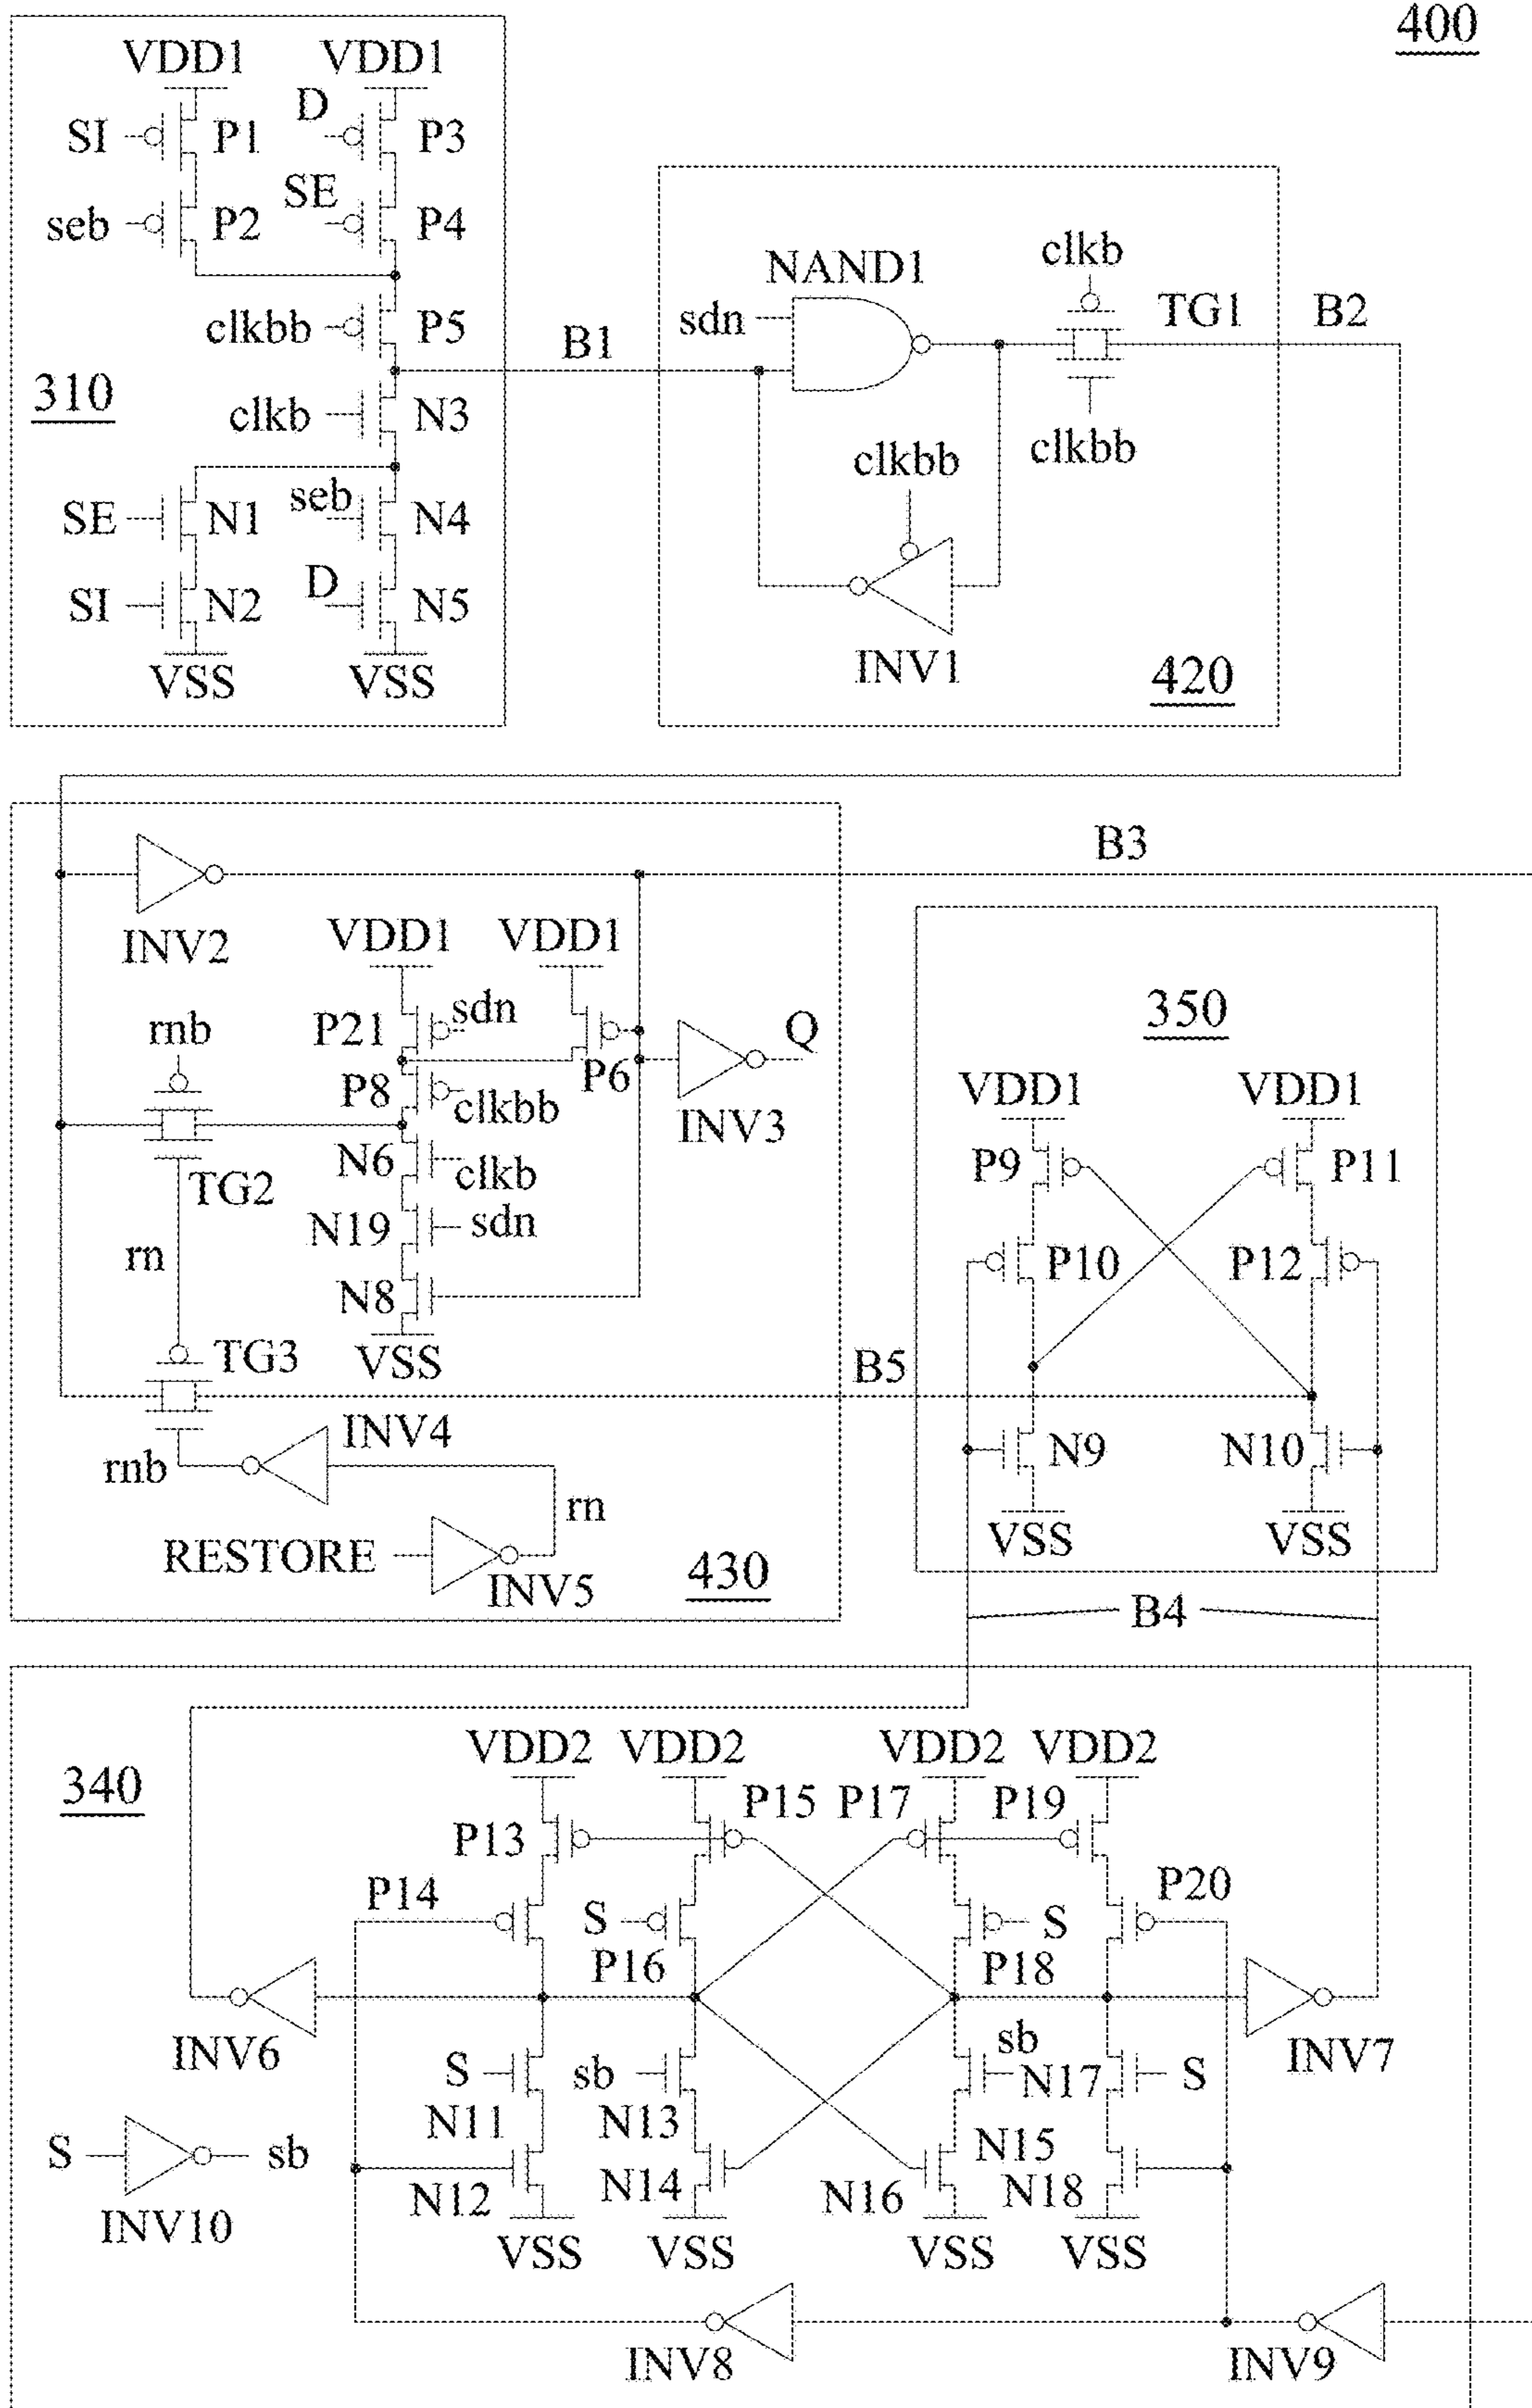 400
VDD1 VDD1
SI P1 D P3
seb P2 SE P4
clkbb P5
310
clkb N3
SE N1 seb N4
SI N2 D N5
VSS VSS
B1
NAND1
sdn
clkb
TG1
B2
clkbb
clkbb
INV1
420
B3
INV2
VDD1 VDD1
P21 sdn
P8 clkbb
P6
INV3
Q
rnb
TG2
N6 clkb
N19 sdn
N8
VSS
rn
TG3
rnb
INV4
rn
RESTORE
INV5
430
B5
350
VDD1 VDD1
P9 P11
P10 P12
N9 N10
VSS VSS
B4
340
VDD2 VDD2 VDD2 VDD2
P13 P15 P17 P19
P14 S P16 P18 S P20
INV6
S N11 sb N13 sb N17 S
INV7
S sb
INV10
N12 N14 N16 N15 N18
VSS VSS VSS VSS
INV8 INV9